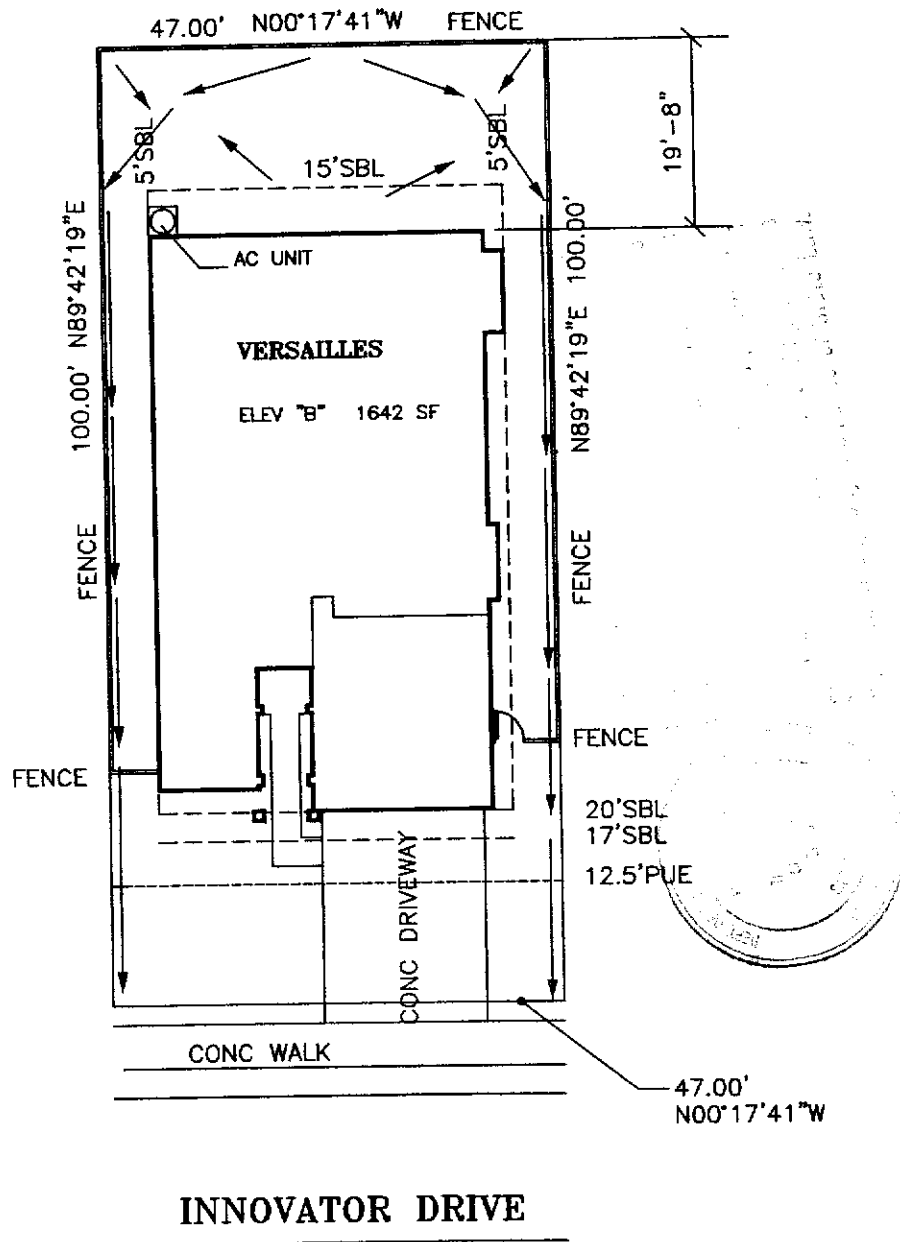 47.00' N00°17'41"W FENCE
5'SBL
5'SBL
15'SBL
19'-8"
100.00' N89°42'19"E
N89°42'19"E 100.00'
AC UNIT
VERSAILLES
ELEV "B" 1642 SF
FENCE
FENCE
FENCE
FENCE
20'SBL
17'SBL
12.5'PUE
CONC DRIVEWAY
CONC WALK
47.00'
N00°17'41"W
INNOVATOR DRIVE